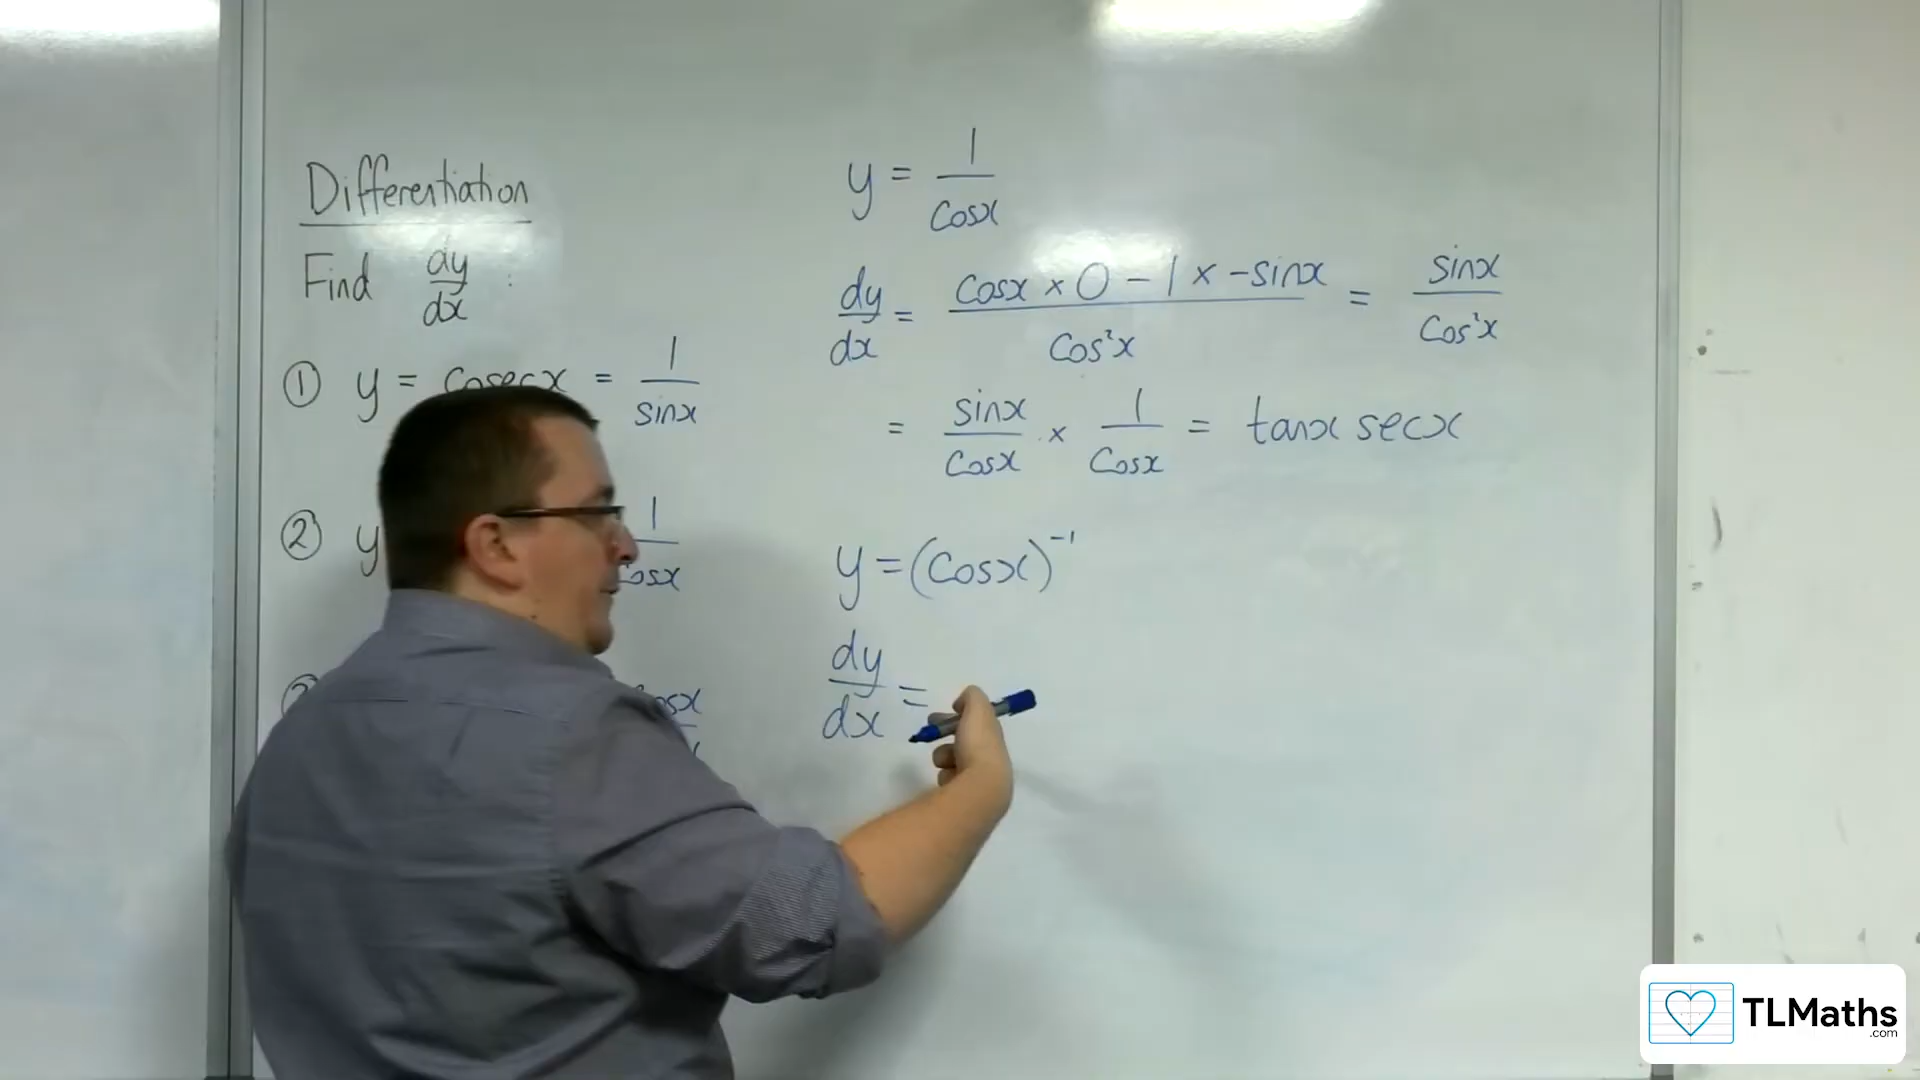 Differentiation
Find dy/dx :
① y = cosecx = 1/sinx
② y 1/cosx
cosx
y = 1/cosx
dy/dx = (cosx × 0 - 1 × -sinx)/cos²x = sinx/cos²x
= sinx/cosx × 1/cosx = tanx secx
y = (cosx)⁻¹
dy/dx =
TLMaths
.com